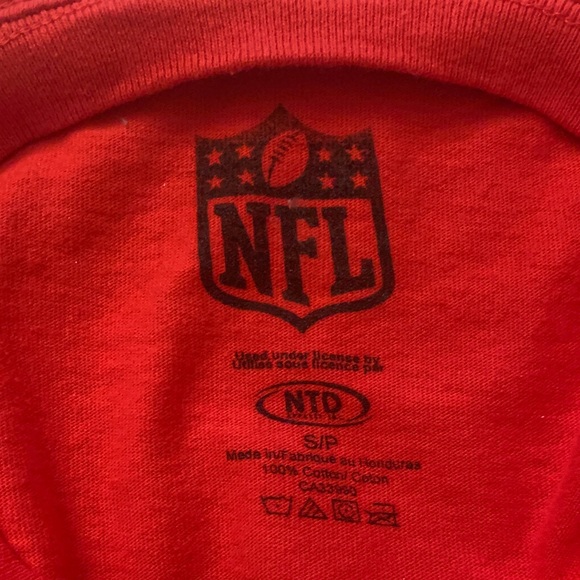 NFL
Used under license by
Utilisé sous licence par
NTD
S/P
Made in/Fabriqué au Honduras
100% Cotton/ Coton